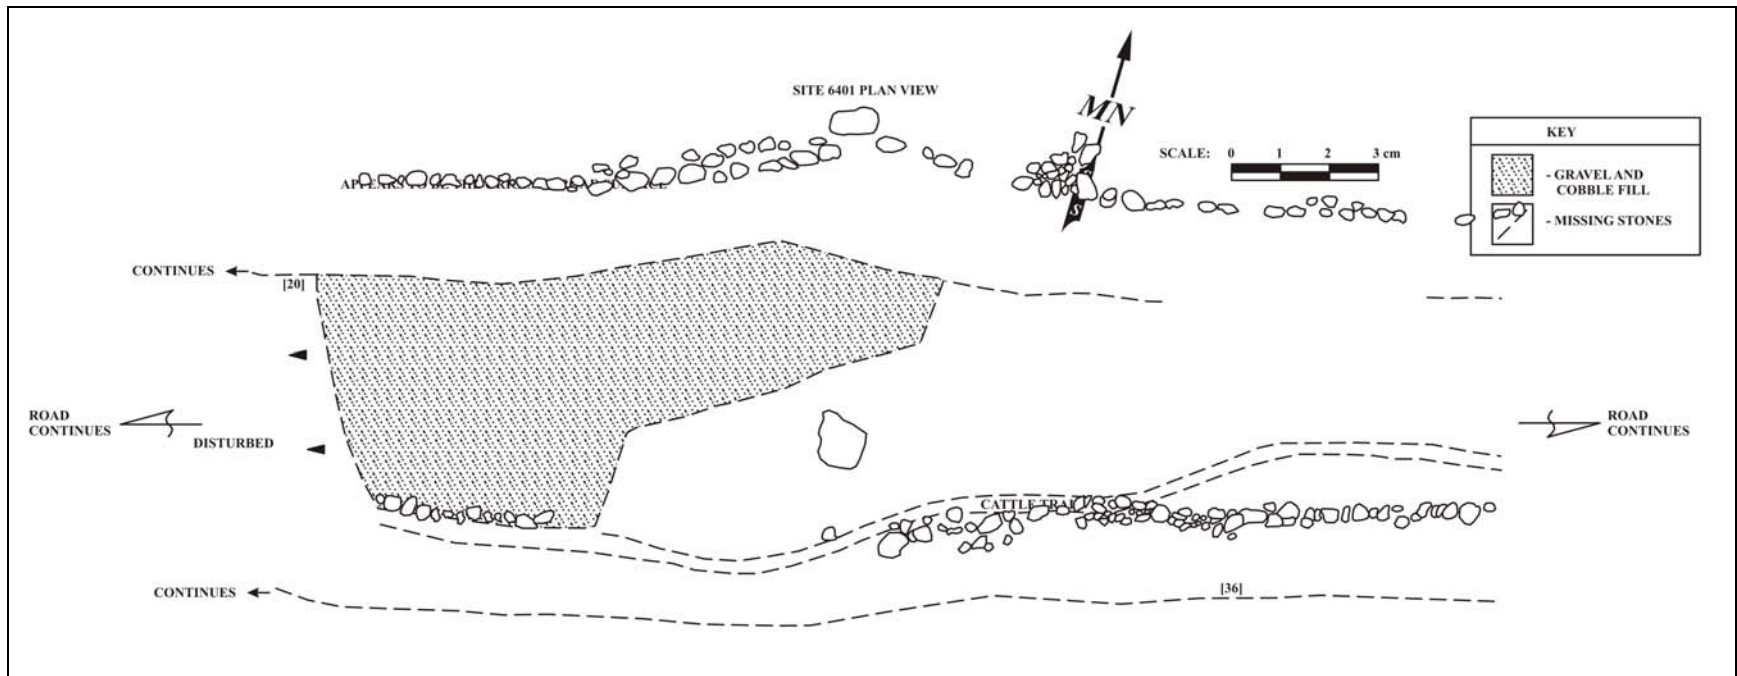 SITE 6401 PLAN VIEW
MN
S
SCALE: 0 1 2 3 cm
KEY
- GRAVEL AND
COBBLE FILL
- MISSING STONES
CONTINUES
[20]
ROAD
CONTINUES
DISTURBED
ROAD
CONTINUES
CATTLE
CONTINUES
[36]